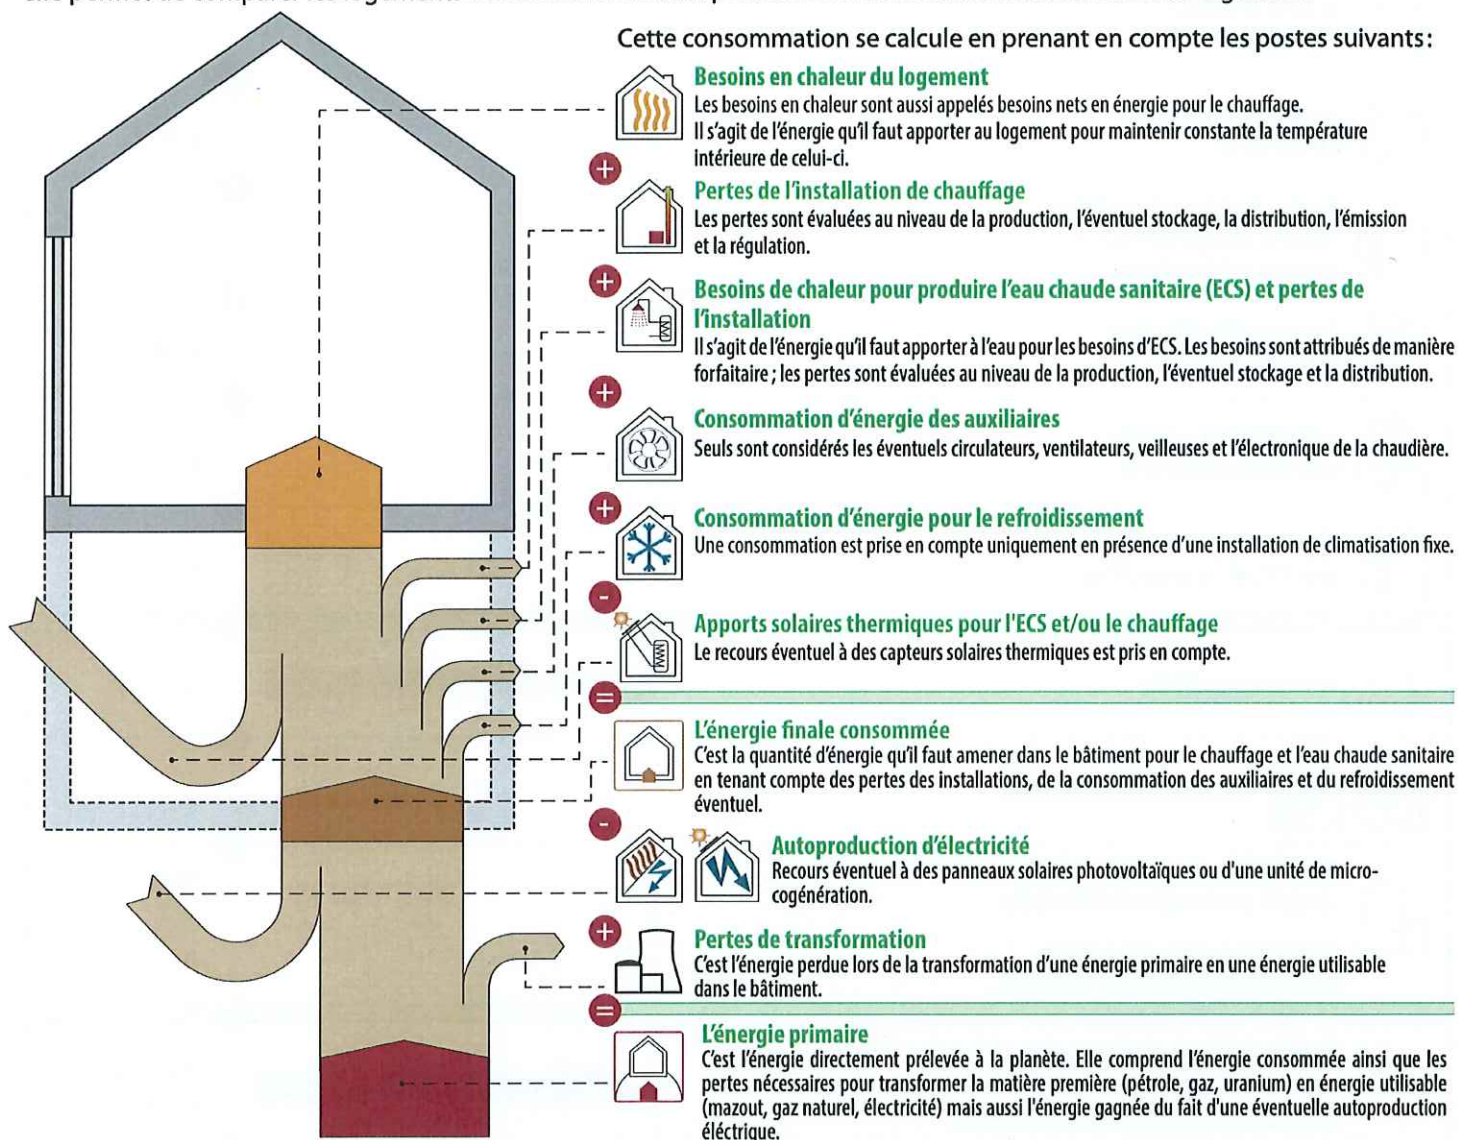 Cette consommation se calcule en prenant en compte les postes suivants:
Besoins en chaleur du logement
Les besoins en chaleur sont aussi appelés besoins nets en énergie pour le chauffage.
Il s'agit de l'énergie qu'il faut apporter au logement pour maintenir constante la température
intérieure de celui-ci.
+
Pertes de l'installation de chauffage
Les pertes sont évaluées au niveau de la production, l'éventuel stockage, la distribution, l'émission
et la régulation.
+
Besoins de chaleur pour produire l'eau chaude sanitaire (ECS) et pertes de
l'installation
Il s'agit de l'énergie qu'il faut apporter à l'eau pour les besoins d'ECS. Les besoins sont attribués de manière
forfaitaire ; les pertes sont évaluées au niveau de la production, l'éventuel stockage et la distribution.
+
Consommation d'énergie des auxiliaires
Seuls sont considérés les éventuels circulateurs, ventilateurs, veilleuses et l'électronique de la chaudière.
+
Consommation d'énergie pour le refroidissement
Une consommation est prise en compte uniquement en présence d'une installation de climatisation fixe.
-
Apports solaires thermiques pour l'ECS et/ou le chauffage
Le recours éventuel à des capteurs solaires thermiques est pris en compte.
=
L'énergie finale consommée
C'est la quantité d'énergie qu'il faut amener dans le bâtiment pour le chauffage et l'eau chaude sanitaire
en tenant compte des pertes des installations, de la consommation des auxiliaires et du refroidissement
éventuel.
-
Autoproduction d'électricité
Recours éventuel à des panneaux solaires photovoltaïques ou d'une unité de micro-
cogénération.
+
Pertes de transformation
C'est l'énergie perdue lors de la transformation d'une énergie primaire en une énergie utilisable
dans le bâtiment.
=
L'énergie primaire
C'est l'énergie directement prélevée à la planète. Elle comprend l'énergie consommée ainsi que les
pertes nécessaires pour transformer la matière première (pétrole, gaz, uranium) en énergie utilisable
(mazout, gaz naturel, électricité) mais aussi l'énergie gagnée du fait d'une éventuelle autoproduction
éléctrique.